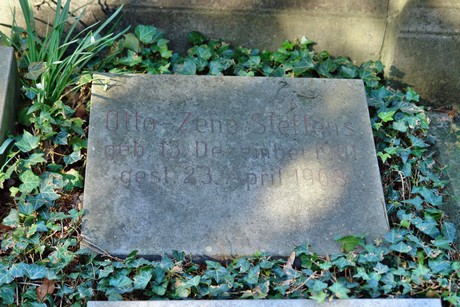 Otto-Zeno Steffens
geb. 13. Dezember
gest. 23. April